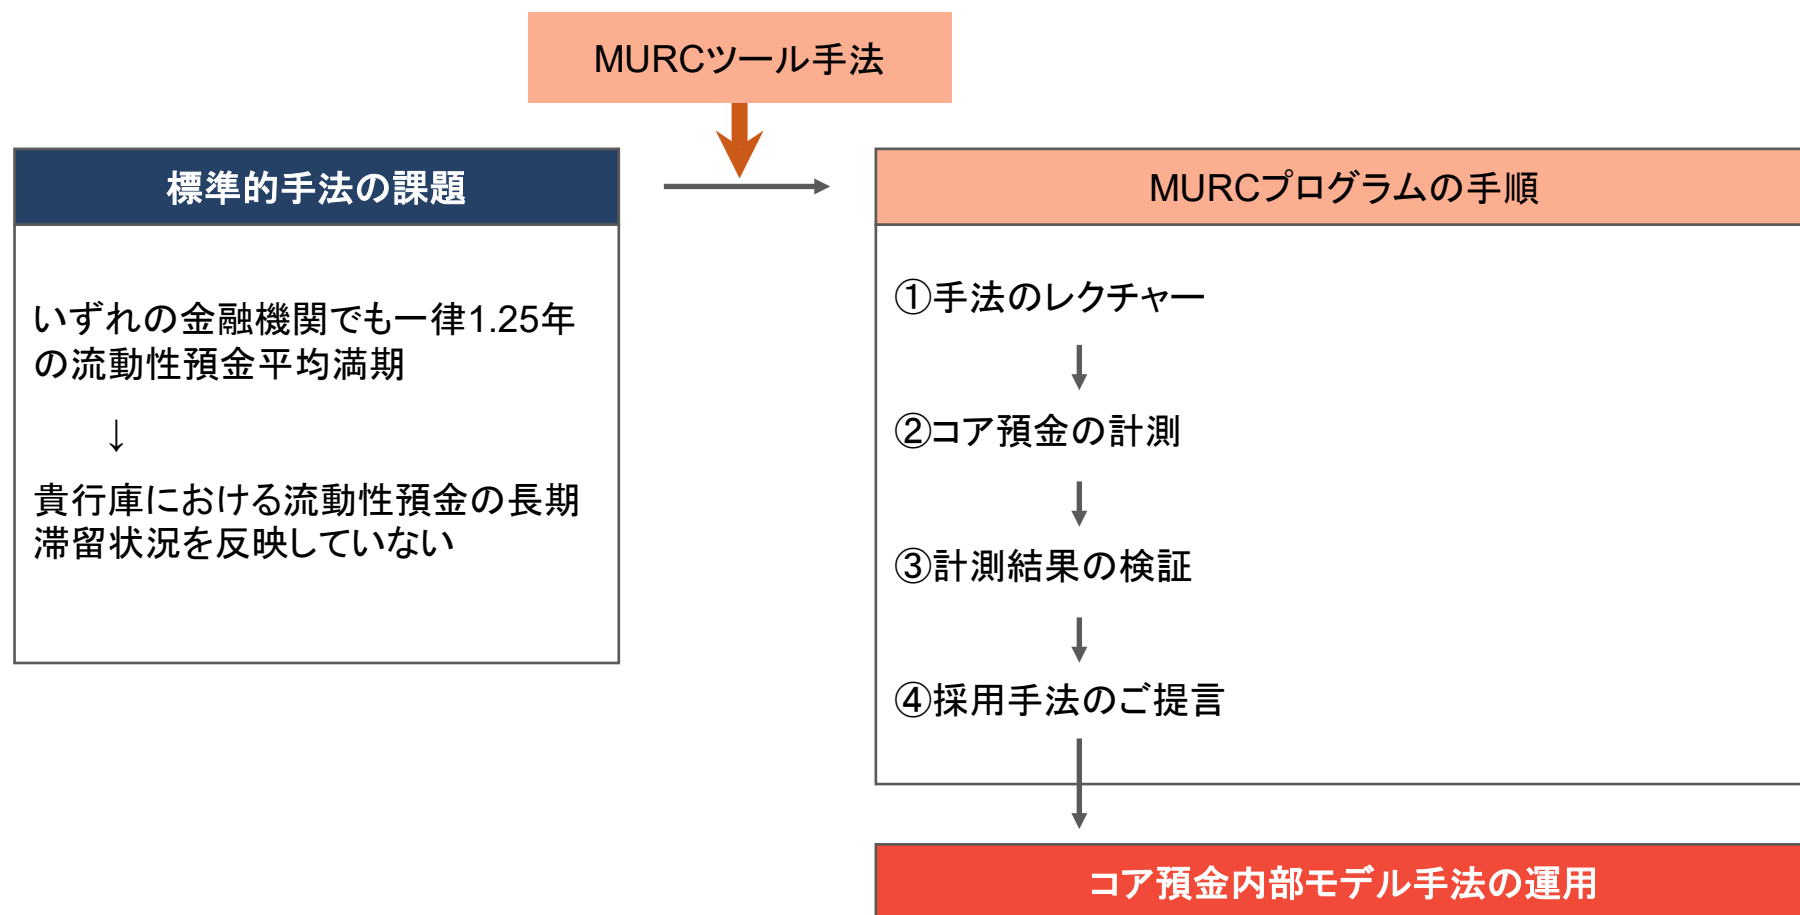 MURCツール手法
標準的手法の課題
いずれの金融機関でも一律1.25年
の流動性預金平均満期
↓
貴行庫における流動性預金の長期
滞留状況を反映していない
MURCプログラムの手順
①手法のレクチャー
②コア預金の計測
③計測結果の検証
④採用手法のご提言
コア預金内部モデル手法の運用